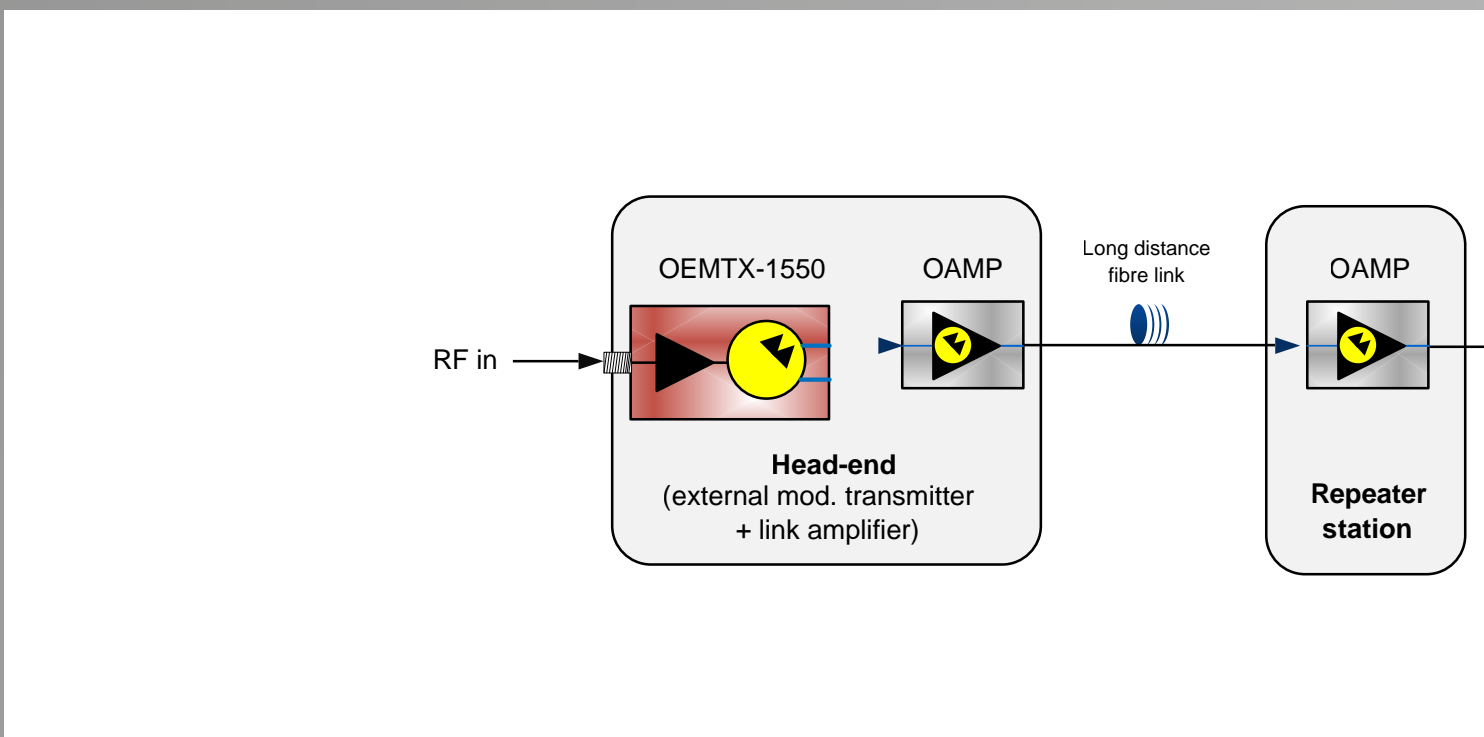 RF in
OEMTX-1550
OAMP
Head-end
(external mod. transmitter
+ link amplifier)
Long distance
fibre link
OAMP
Repeater
station